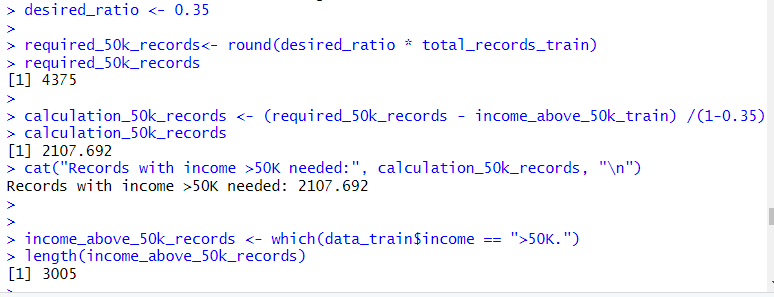 > desired_ratio <- 0.35
>
> required_50k_records<- round(desired_ratio * total_records_train)
> required_50k_records
[1] 4375
>
> calculation_50k_records <- (required_50k_records - income_above_50k_train) /(1-0.35)
> calculation_50k_records
[1] 2107.692
> cat("Records with income >50K needed:", calculation_50k_records, "\n")
Records with income >50K needed: 2107.692
>
>
> income_above_50k_records <- which(data_train$income == ">50K.")
> length(income_above_50k_records)
[1] 3005
>